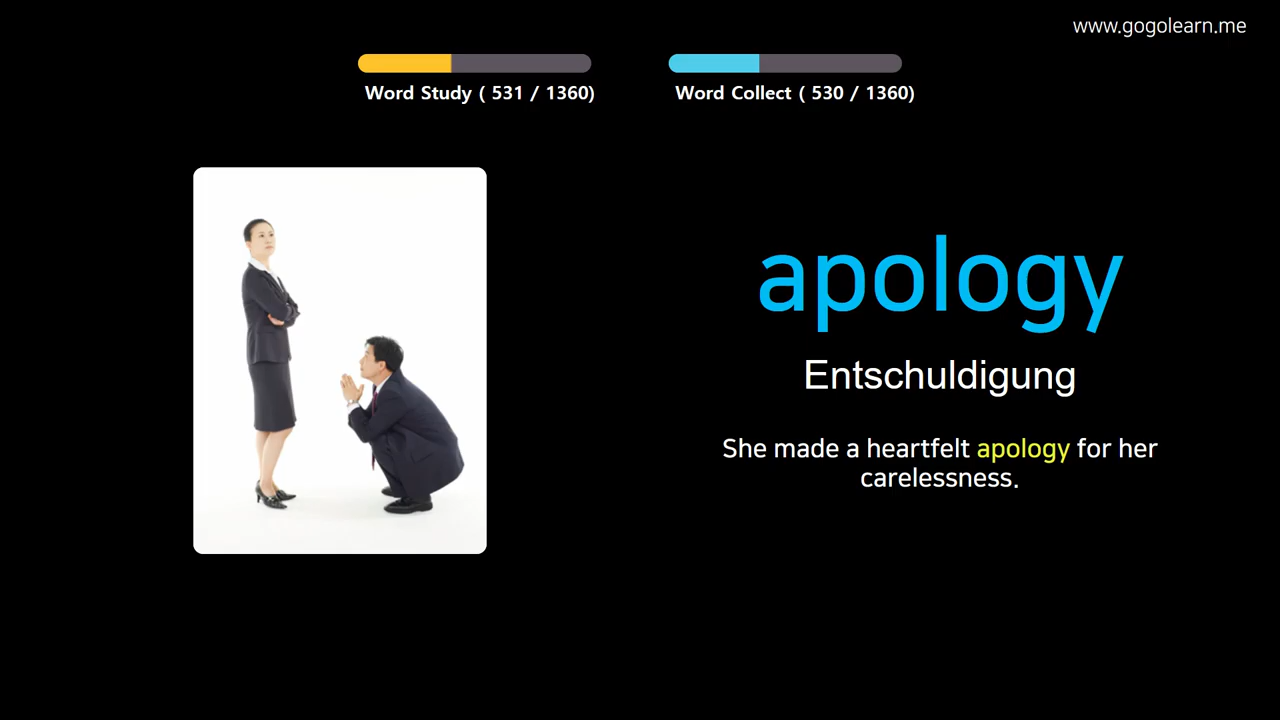 www.gogolearn.me
Word Study ( 531 / 1360)
Word Collect ( 530 / 1360)
apology
Entschuldigung
She made a heartfelt apology for her
carelessness.